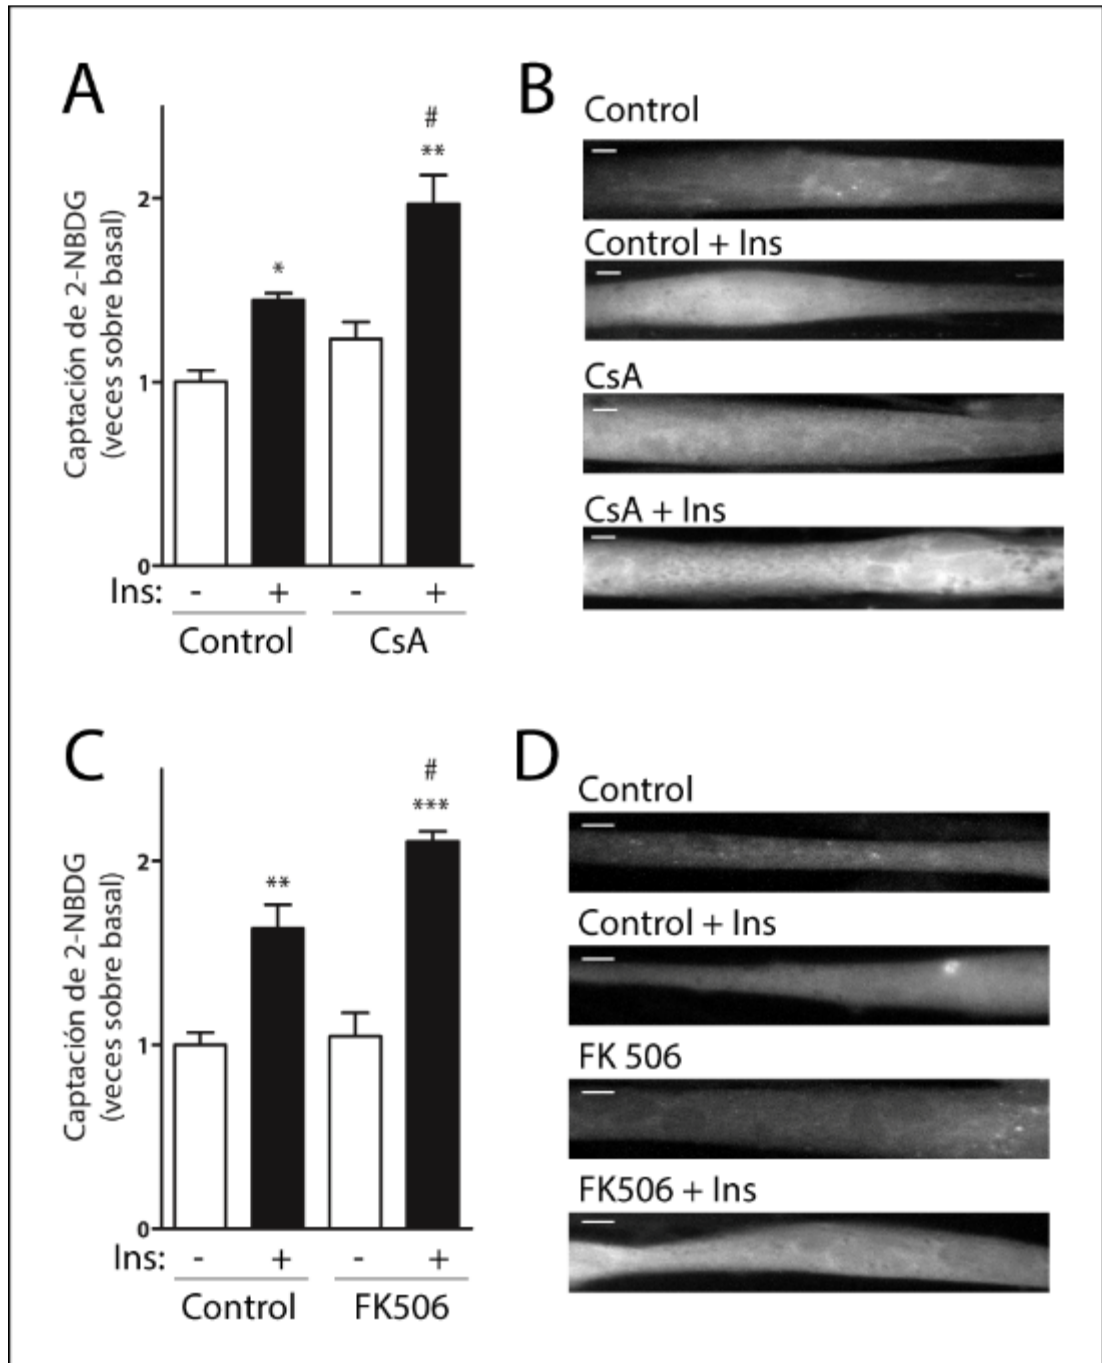 A
Captación de 2-NBDG
(veces sobre basal)
2
1
0
*
#
**
Ins: - + - +
Control CsA
B
Control
Control + Ins
CsA
CsA + Ins
C
Captación de 2-NBDG
(veces sobre basal)
2
1
0
**
#
***
Ins: - + - +
Control FK506
D
Control
Control + Ins
FK 506
FK506 + Ins